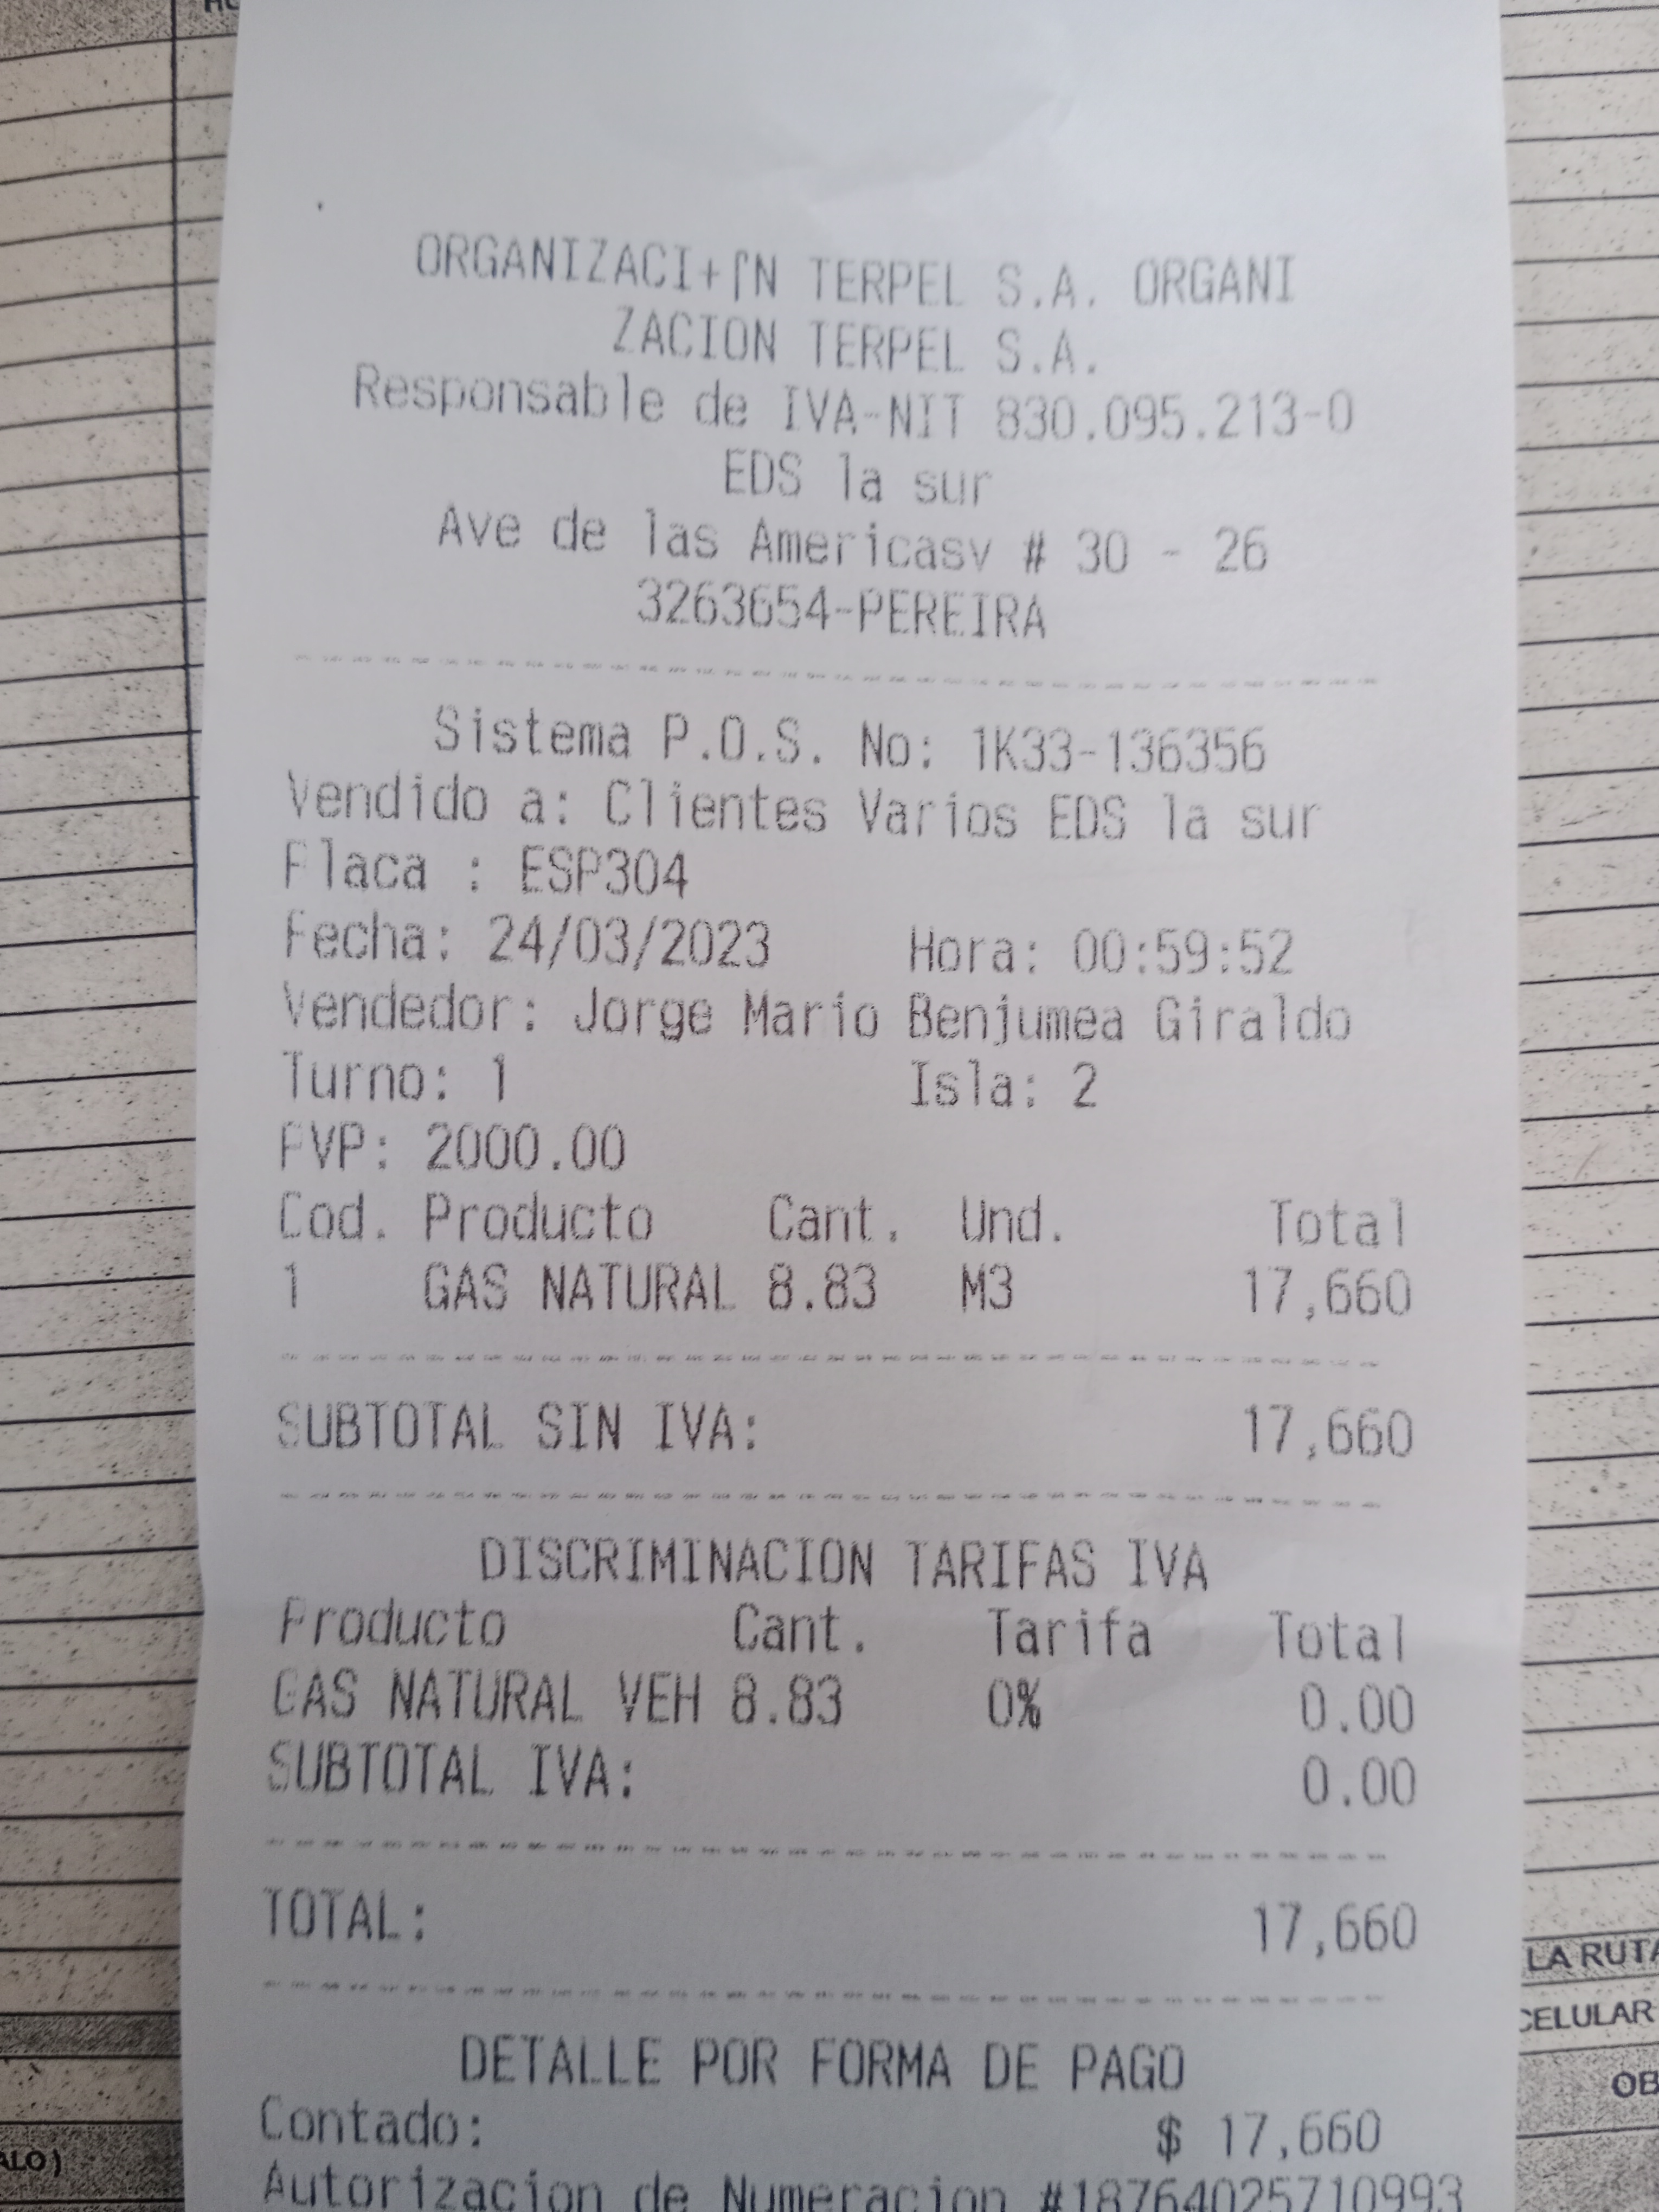 ORGANIZACI+⌠N TERPEL S.A. ORGANI
ZACION TERPEL S.A.
Responsable de IVA-NIT 830.095.213-0
EDS la sur
Ave de las Americasv # 30 - 26
3263654-PEREIRA
Sistema P.O.S. No: 1K33-136356
Vendido a: Clientes Varios EDS la sur
Placa : ESP304
Fecha: 24/03/2023 Hora: 00:59:52
Vendedor: Jorge Mario Benjumea Giraldo
Turno: 1 Isla: 2
PVP: 2000.00
Cod. Producto Cant. Und. Total
1 GAS NATURAL 8.83 M3 17,660
SUBTOTAL SIN IVA: 17,660
DISCRIMINACION TARIFAS IVA
Producto Cant. Tarifa Total
GAS NATURAL VEH 8.83 0% 0.00
SUBTOTAL IVA: 0.00
TOTAL: 17,660
DETALLE POR FORMA DE PAGO
Contado: $ 17,660
Autorizacion de Numeracion #18764025710993
LA RUTA
CELULAR
OB
ALO)